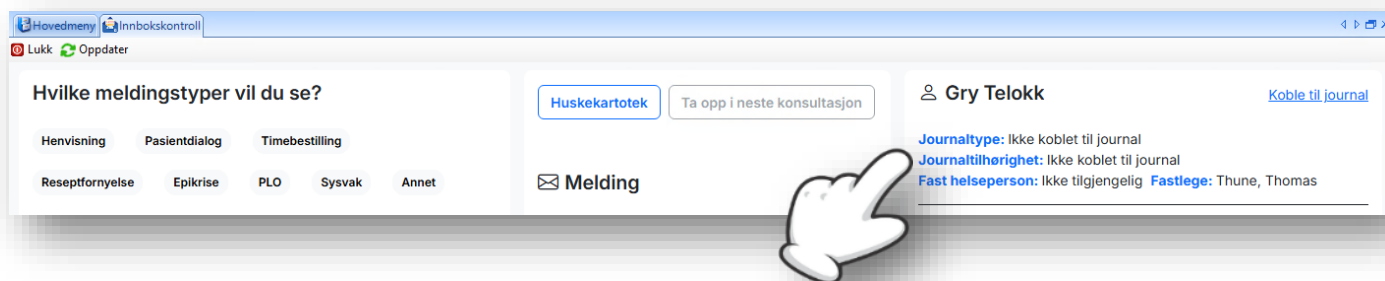 Hovedmeny Innbokskontroll
Lukk Oppdater
Hvilke meldingstyper vil du se?
Henvisning Pasientdialog Timebestilling
Reseptfornyelse Epikrise PLO Sysvak Annet
Huskekartotek Ta opp i neste konsultasjon
Melding
Gry Telokk Koble til journal
Journaltype: Ikke koblet til journal
Journaltilhørighet: Ikke koblet til journal
Fast helseperson: Ikke tilgjengelig Fastlege: Thune, Thomas